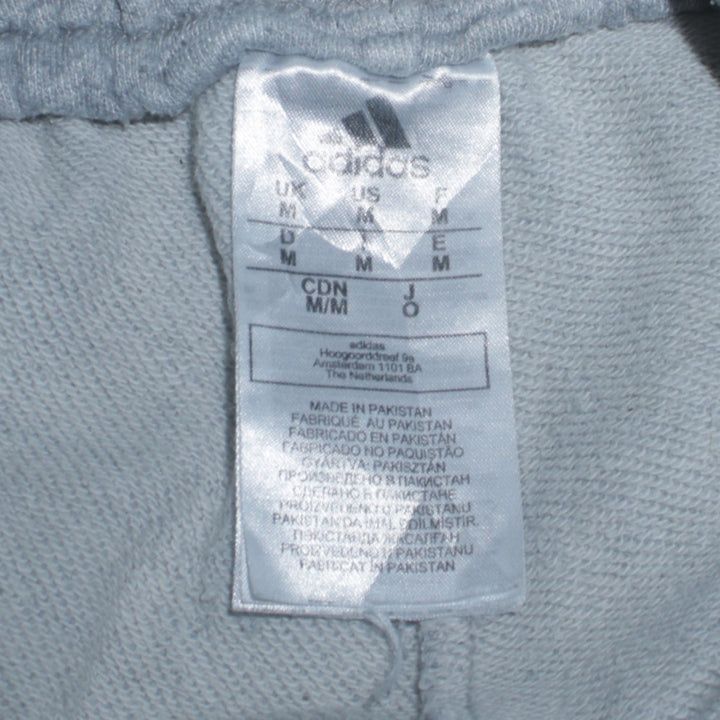 adidas
UK US F
M M M
D I E
M M M
CDN J
M/M O
adidas
Hoogoorddreef 9a
Amsterdam 1101 BA
The Netherlands
MADE IN PAKISTAN
FABRIQUÉ AU PAKISTAN
FABRICADO EN PAKISTÁN
FABRICADO NO PAQUISTÃO
GYÁRTVA: PAKISZTÁN
ПРОИЗВЕДЕНО В ПАКИСТАН
СДЕЛАНО В ПАКИСТАНЕ
PROIZVEDENO U PAKISTANU
PAKISTAN'DA İMAL EDİLMİŞTİR.
ПӘКІСТАНДА ЖАСАЛҒАН
PROIZVEDENO U PAKISTANU
FABRICAT IN PAKISTAN